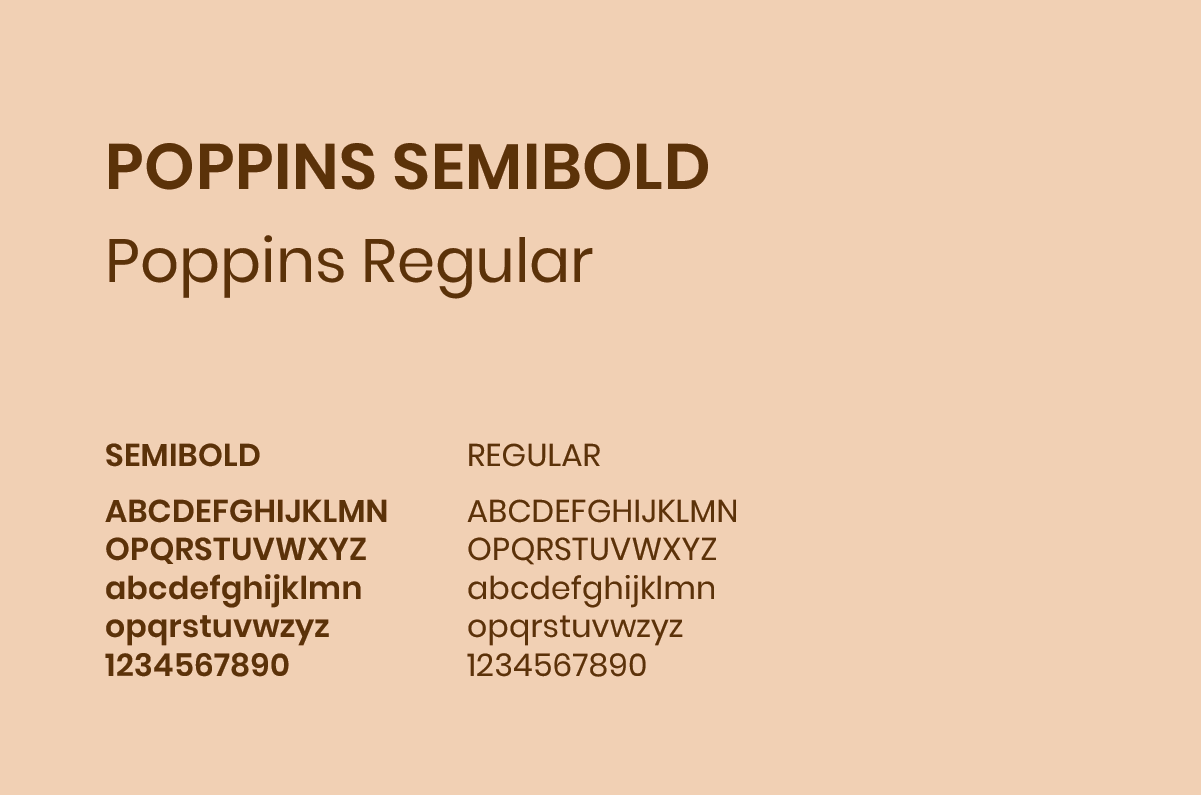 POPPINS SEMIBOLD
Poppins Regular
SEMIBOLD
ABCDEFGHIJKLMN
OPQRSTUVWXYZ
abcdefghijklmn
opqrstuvwzyz
1234567890
REGULAR
ABCDEFGHIJKLMN
OPQRSTUVWXYZ
abcdefghijklmn
opqrstuvwzyz
1234567890